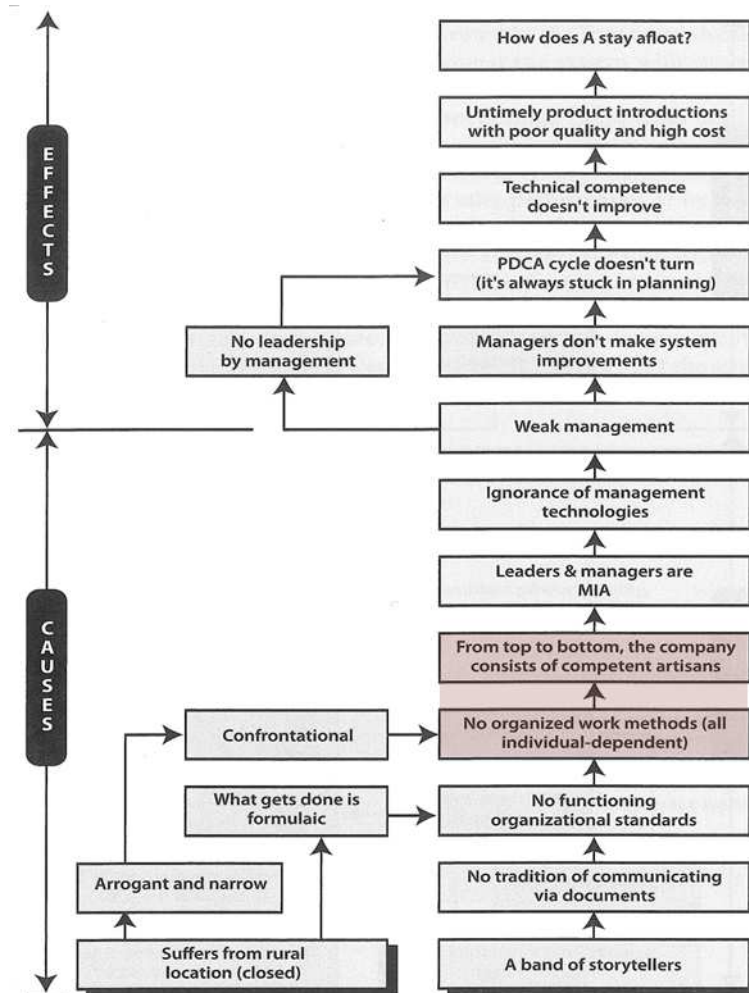 How does A stay afloat?
Untimely product introductions
with poor quality and high cost
EFFECTS
Technical competence
doesn't improve
PDCA cycle doesn't turn
(it's always stuck in planning)
No leadership
by management
Managers don't make system
improvements
Weak management
Ignorance of management
technologies
Leaders & managers are
MIA
CAUSES
From top to bottom, the company
consists of competent artisans
Confrontational
No organized work methods (all
individual-dependent)
What gets done is
formulaic
No functioning
organizational standards
Arrogant and narrow
No tradition of communicating
via documents
Suffers from rural
location (closed)
A band of storytellers